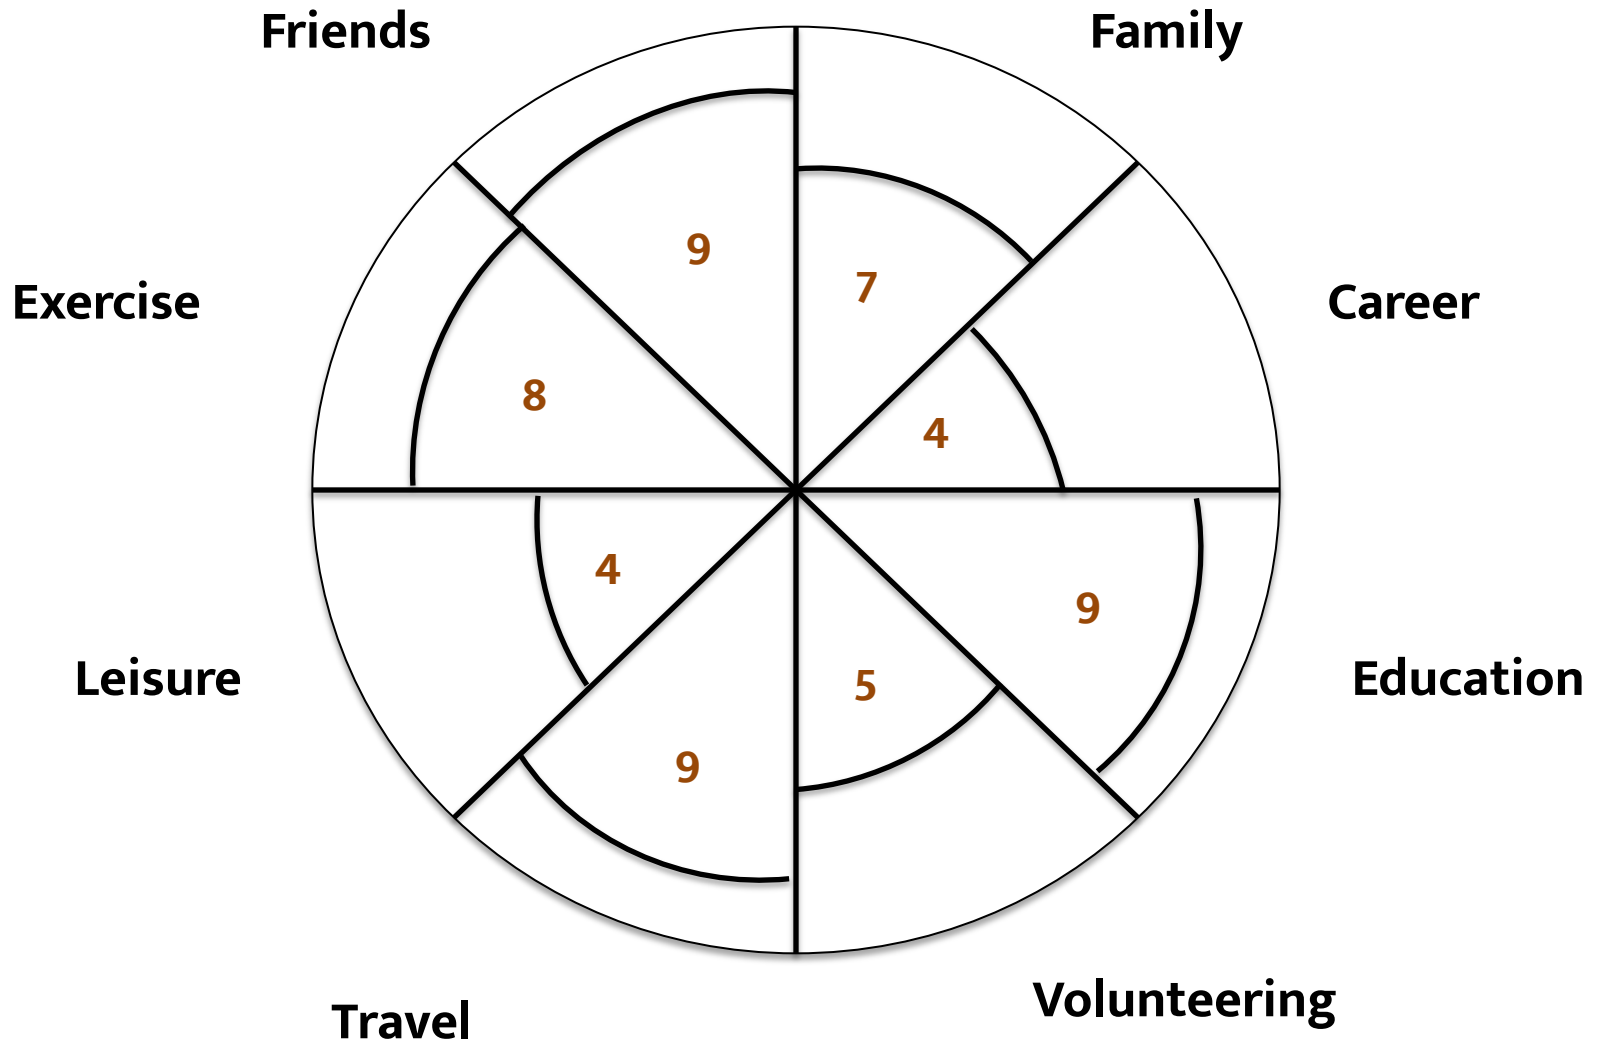 Friends
Family
9
7
Exercise
Career
8
4
4
9
Leisure
5
Education
9
Volunteering
Travel